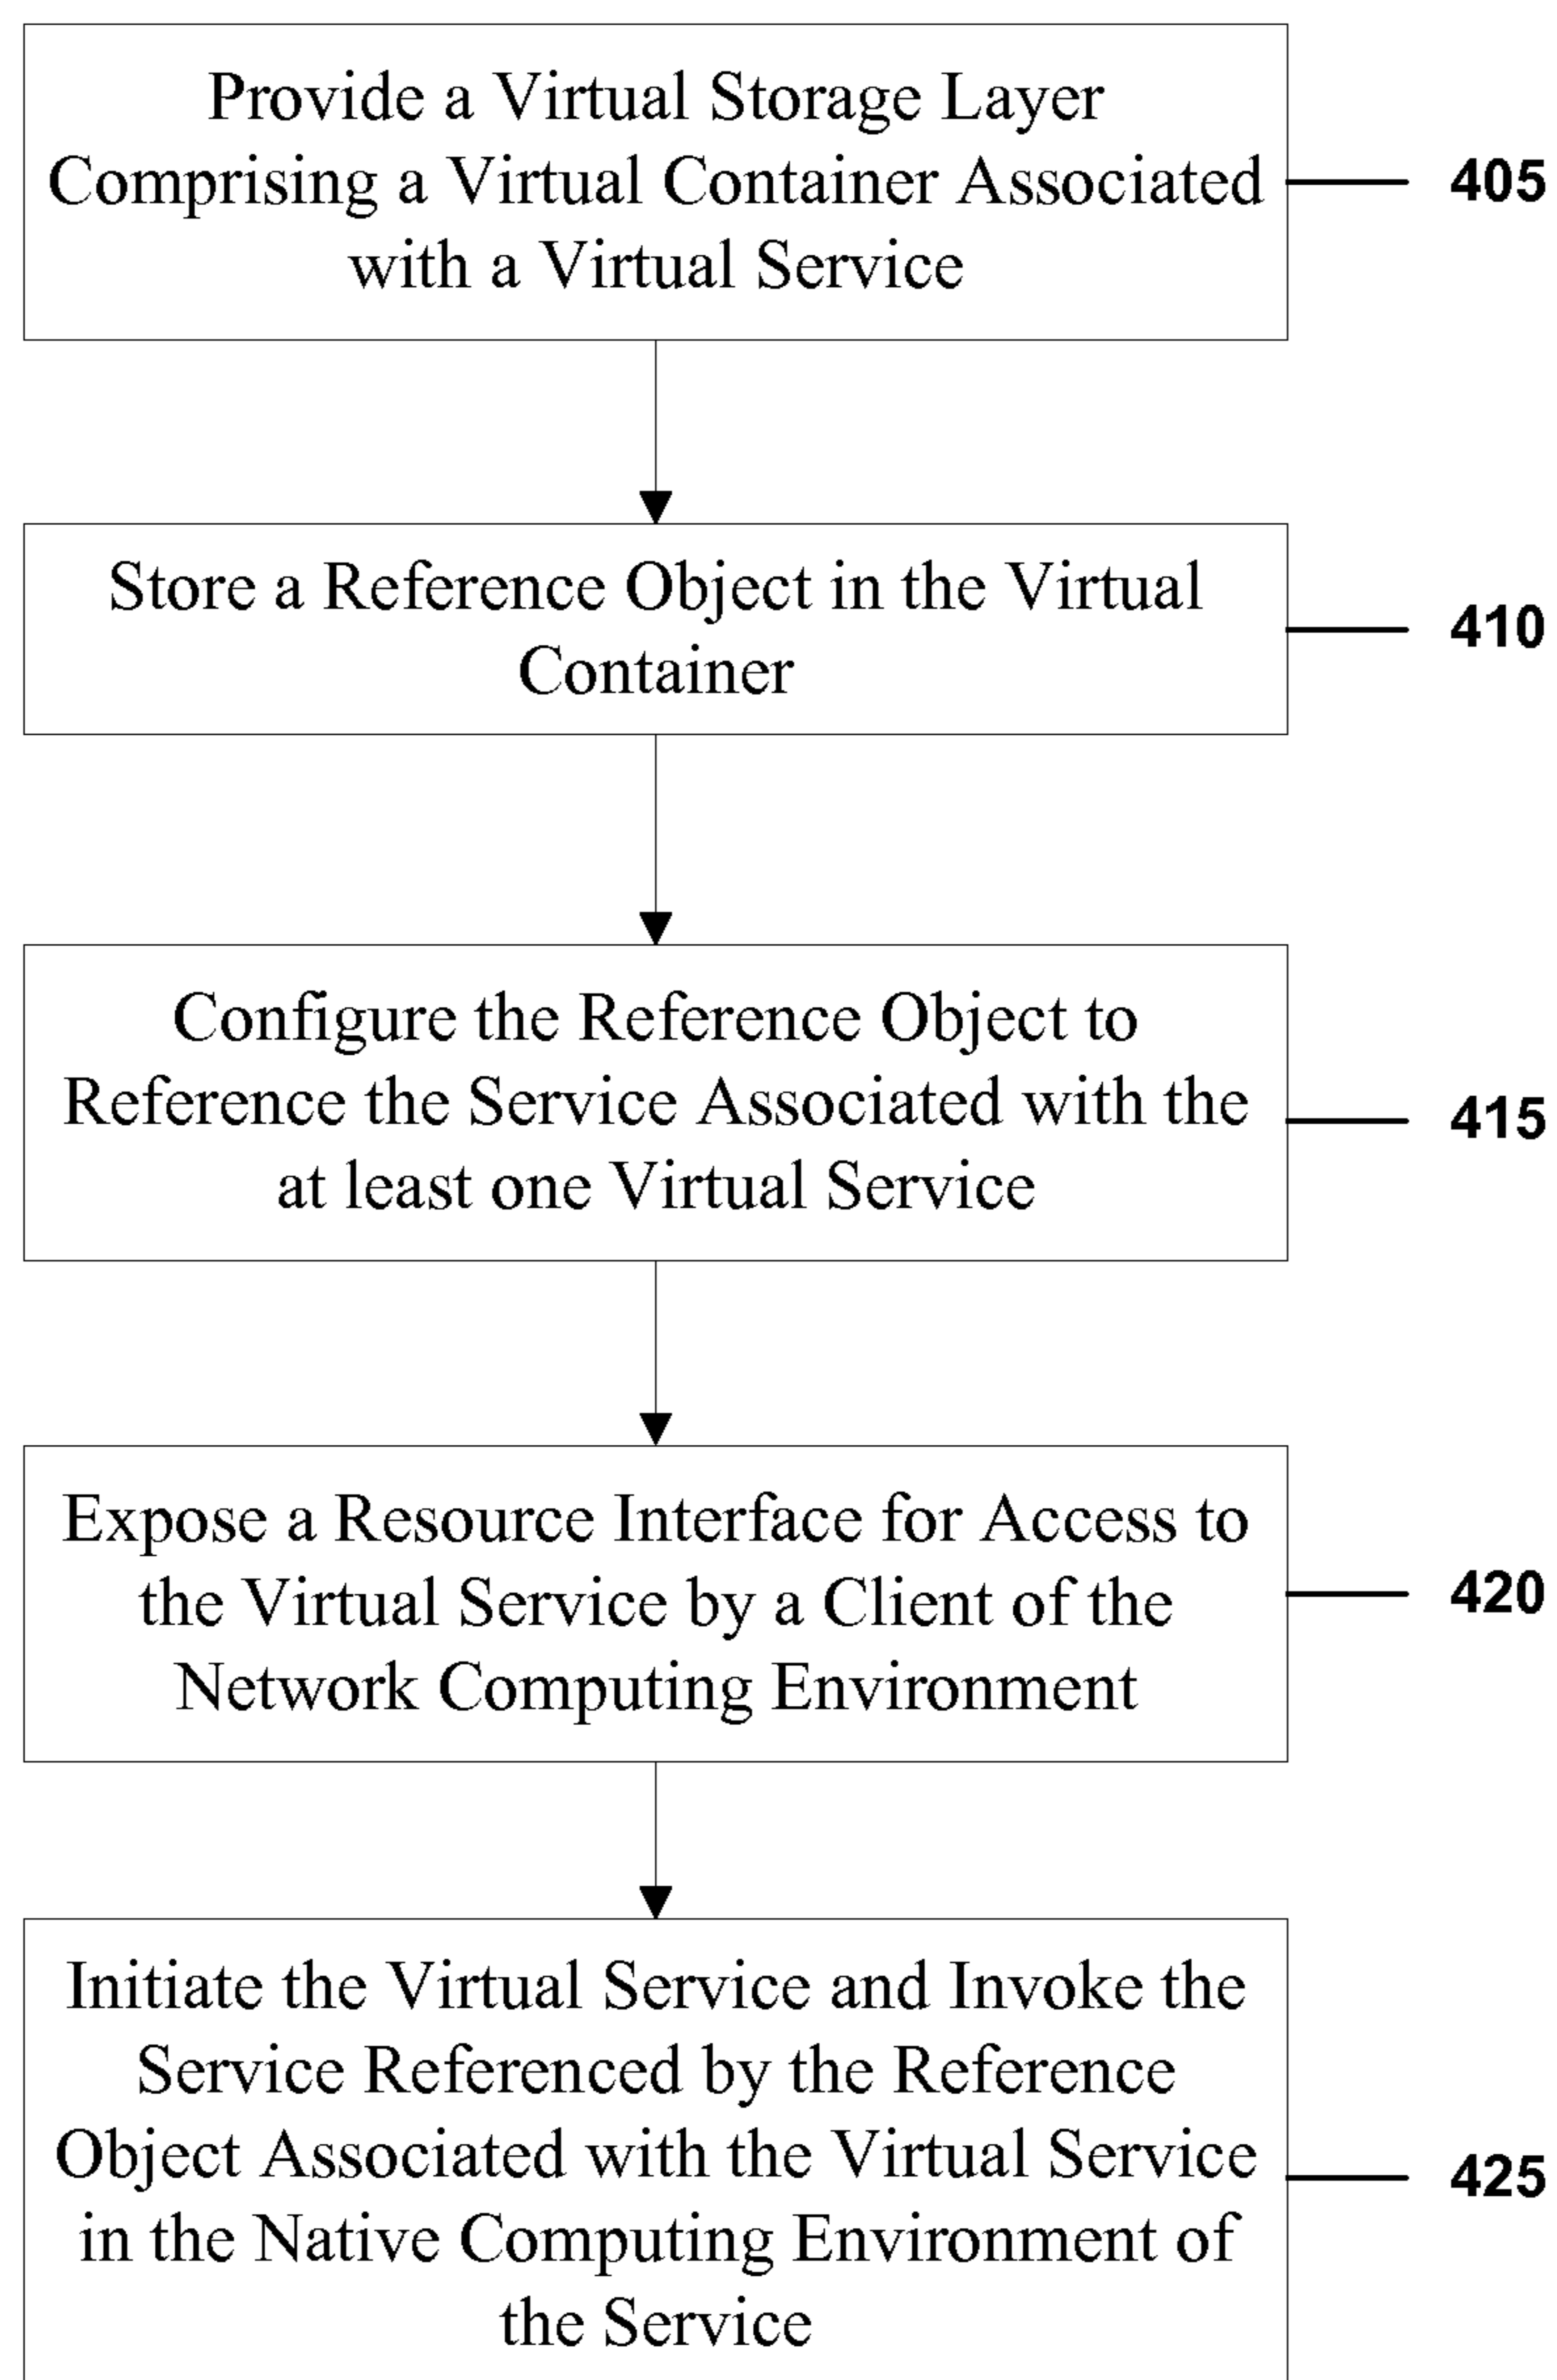 Provide a Virtual Storage Layer
Comprising a Virtual Container Associated
with a Virtual Service
405
Store a Reference Object in the Virtual
Container
410
Configure the Reference Object to
Reference the Service Associated with the
at least one Virtual Service
415
Expose a Resource Interface for Access to
the Virtual Service by a Client of the
Network Computing Environment
420
Initiate the Virtual Service and Invoke the
Service Referenced by the Reference
Object Associated with the Virtual Service
in the Native Computing Environment of
the Service
425